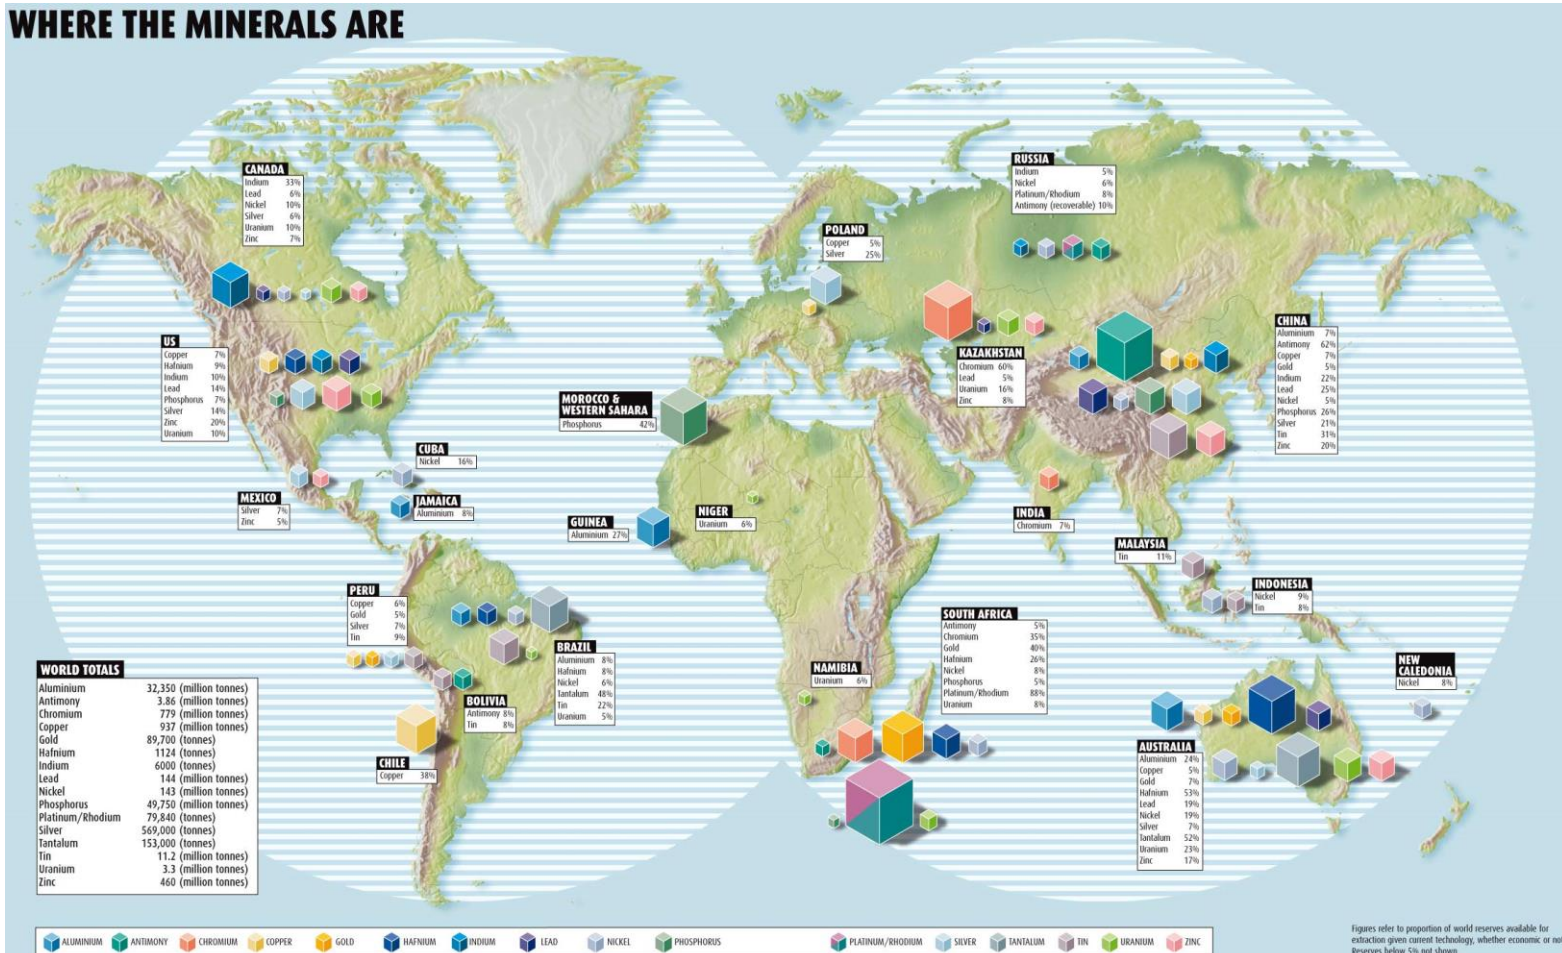 WHERE THE MINERALS ARE
CANADA
Indium 33%
Lead 6%
Nickel 10%
Silver 6%
Uranium 10%
Zinc 7%
RUSSIA
Indium 5%
Nickel 6%
Platinum/Rhodium 8%
Antimony (recoverable) 10%
POLAND
Copper 5%
Silver 25%
US
Copper 7%
Hafnium 9%
Indium 10%
Lead 14%
Phosphorus 7%
Silver 14%
Zinc 20%
Uranium 10%
KAZAKHSTAN
Chromium 60%
Lead 5%
Uranium 16%
Zinc 8%
CHINA
Aluminium 7%
Antimony 62%
Copper 7%
Gold 5%
Indium 22%
Lead 25%
Nickel 5%
Phosphorus 26%
Silver 21%
Tin 31%
Zinc 20%
MOROCCO &
WESTERN SAHARA
Phosphorus 42%
CUBA
Nickel 16%
MEXICO
Silver 7%
Zinc 5%
JAMAICA
Aluminium 8%
GUINEA
Aluminium 27%
NIGER
Uranium 6%
INDIA
Chromium 7%
MALAYSIA
Tin 11%
INDONESIA
Nickel 9%
Tin 8%
PERU
Copper 6%
Gold 5%
Silver 7%
Tin 9%
BRAZIL
Aluminium 8%
Hafnium 8%
Nickel 6%
Tantalum 48%
Tin 22%
Uranium 5%
BOLIVIA
Antimony 8%
Tin 8%
CHILE
Copper 38%
NAMIBIA
Uranium 6%
SOUTH AFRICA
Antimony 5%
Chromium 35%
Gold 40%
Hafnium 26%
Nickel 8%
Phosphorus 5%
Platinum/Rhodium 88%
Uranium 8%
NEW
CALEDONIA
Nickel 8%
AUSTRALIA
Aluminium 24%
Copper 5%
Gold 7%
Hafnium 53%
Lead 19%
Nickel 19%
Silver 7%
Tantalum 52%
Uranium 23%
Zinc 17%
WORLD TOTALS
Aluminium 32,350 (million tonnes)
Antimony 3.86 (million tonnes)
Chromium 779 (million tonnes)
Copper 937 (million tonnes)
Gold 89,700 (tonnes)
Hafnium 1124 (tonnes)
Indium 6000 (tonnes)
Lead 144 (million tonnes)
Nickel 143 (million tonnes)
Phosphorus 49,750 (million tonnes)
Platinum/Rhodium 79,840 (tonnes)
Silver 569,000 (tonnes)
Tantalum 153,000 (tonnes)
Tin 11.2 (million tonnes)
Uranium 3.3 (million tonnes)
Zinc 460 (million tonnes)
ALUMINIUM ANTIMONY CHROMIUM COPPER GOLD HAFNIUM INDIUM LEAD NICKEL PHOSPHORUS PLATINUM/RHODIUM SILVER TANTALUM TIN URANIUM ZINC
Figures refer to proportion of world reserves available for
extraction given current technology, whether economic or not
Reserves below 5% not shown